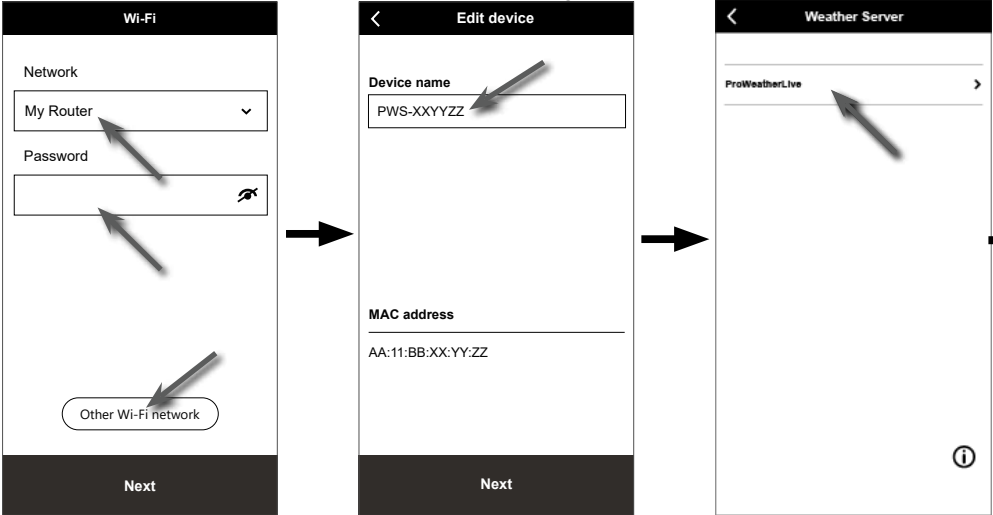 Wi-Fi
Network
My Router
Password
Other Wi-Fi network
Next
Edit device
Device name
PWS-XXYYZZ
MAC address
AA:11:BB:XX:YY:ZZ
Next
Weather Server
ProWeatherLive